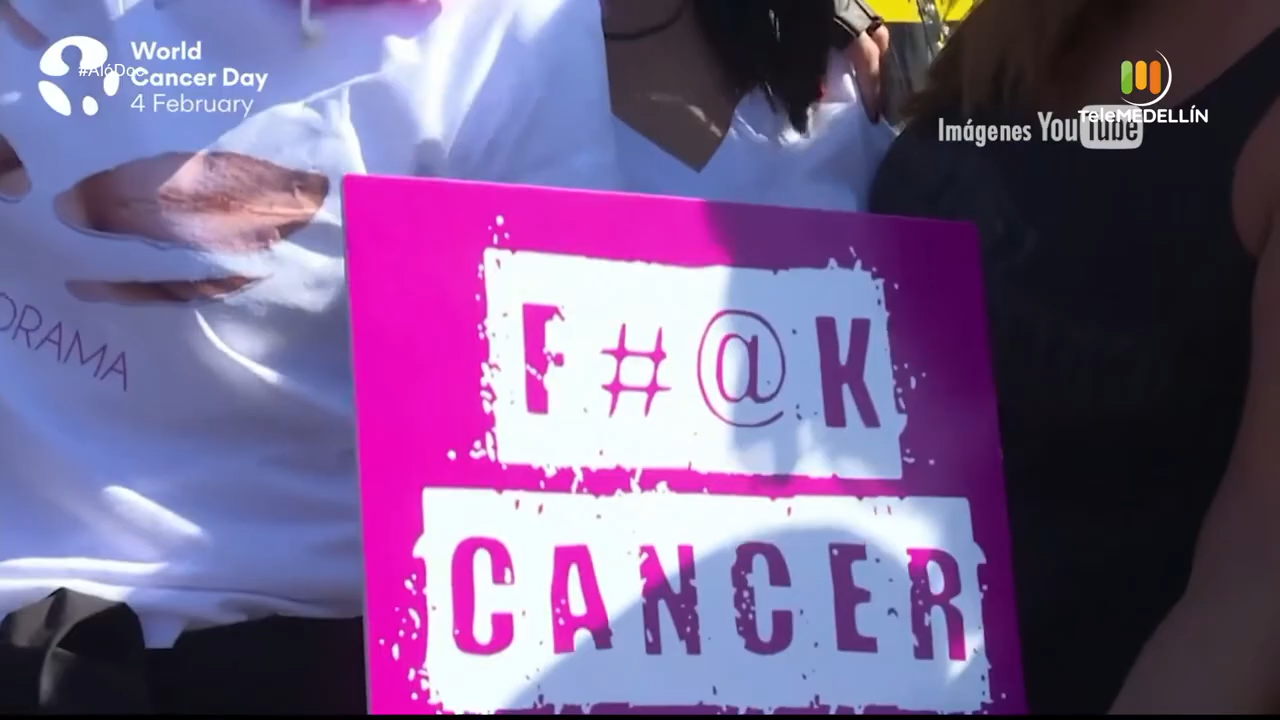 World
Cancer Day
4 February
#AlóDoc
TeleMEDELLÍN
Imágenes YouTube
ORAMA
F#@K
CANCER